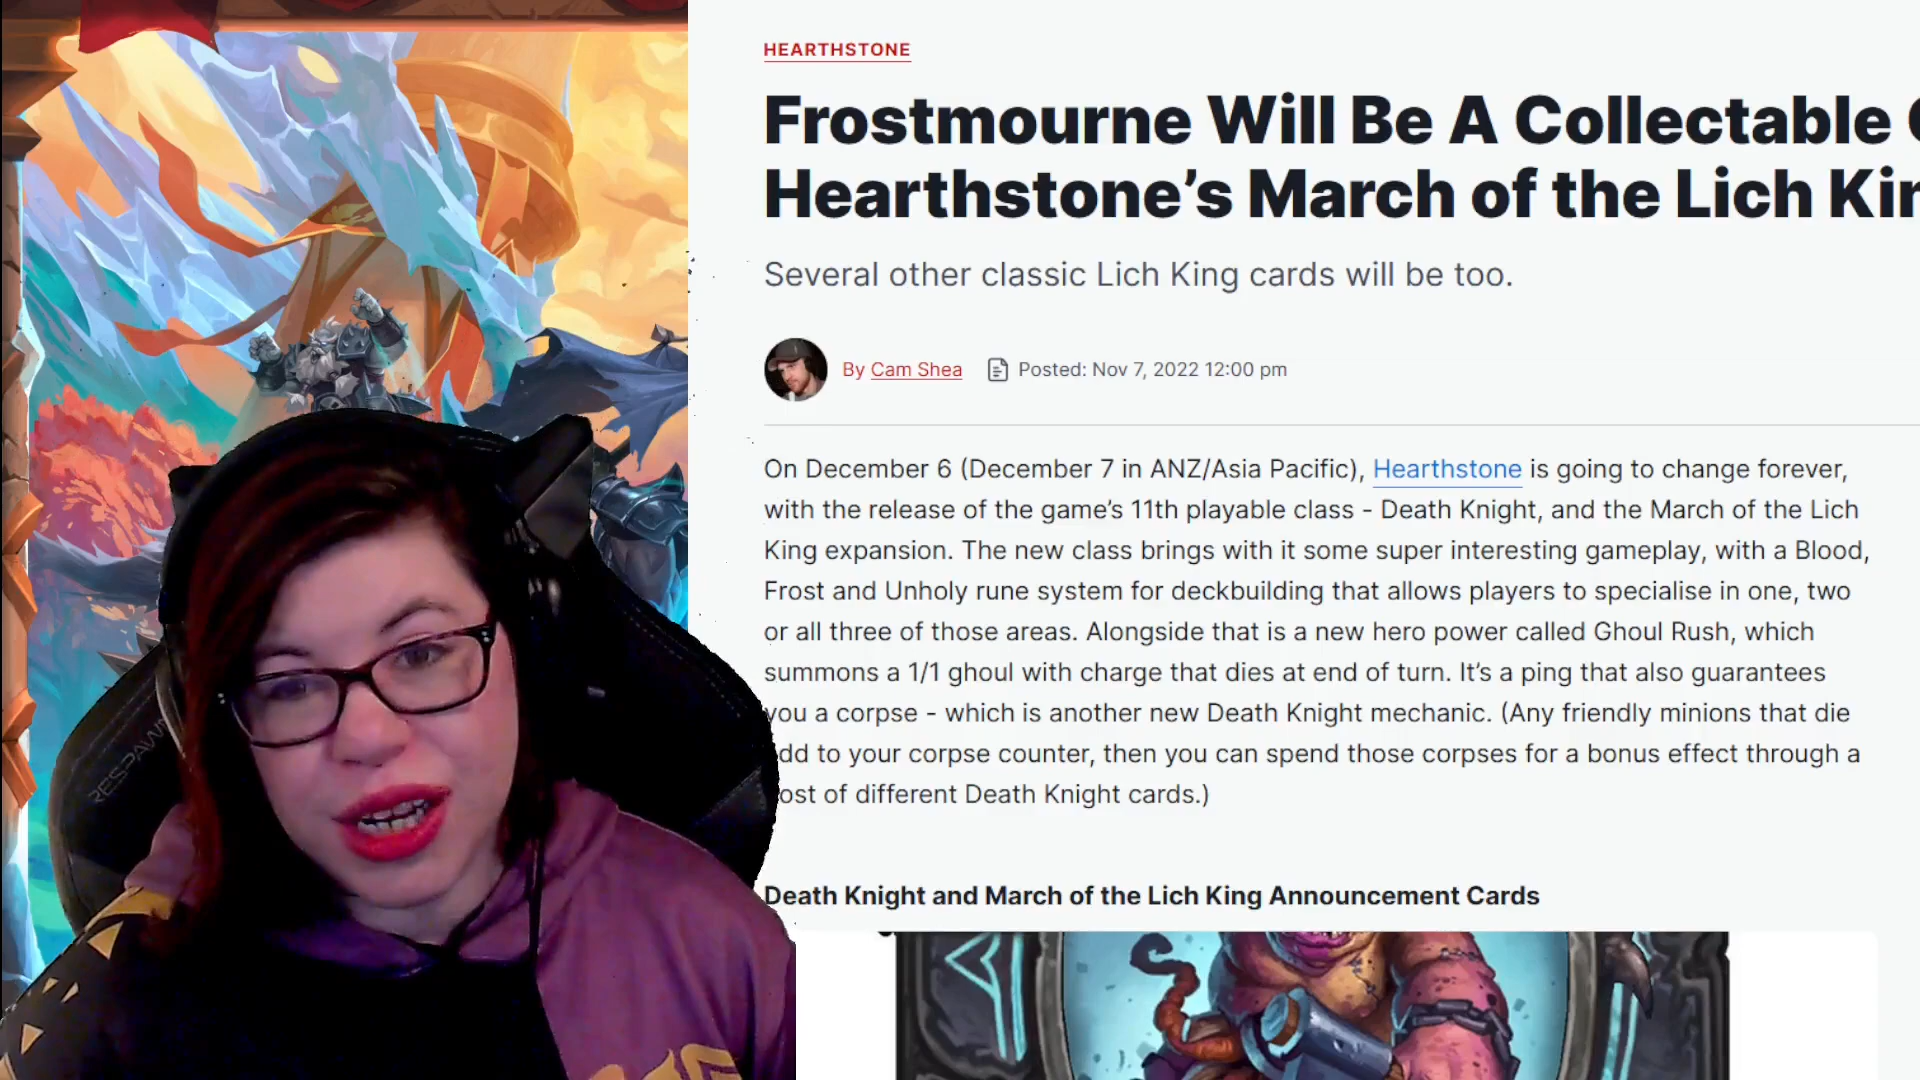 HEARTHSTONE
Frostmourne Will Be A Collectable
Hearthstone’s March of the Lich Kin
Several other classic Lich King cards will be too.
By Cam Shea Posted: Nov 7, 2022 12:00 pm
On December 6 (December 7 in ANZ/Asia Pacific), Hearthstone is going to change forever,
with the release of the game’s 11th playable class - Death Knight, and the March of the Lich
King expansion. The new class brings with it some super interesting gameplay, with a Blood,
Frost and Unholy rune system for deckbuilding that allows players to specialise in one, two
or all three of those areas. Alongside that is a new hero power called Ghoul Rush, which
summons a 1/1 ghoul with charge that dies at end of turn. It’s a ping that also guarantees
you a corpse - which is another new Death Knight mechanic. (Any friendly minions that die
dd to your corpse counter, then you can spend those corpses for a bonus effect through a
ost of different Death Knight cards.)
Death Knight and March of the Lich King Announcement Cards
RESPAWN